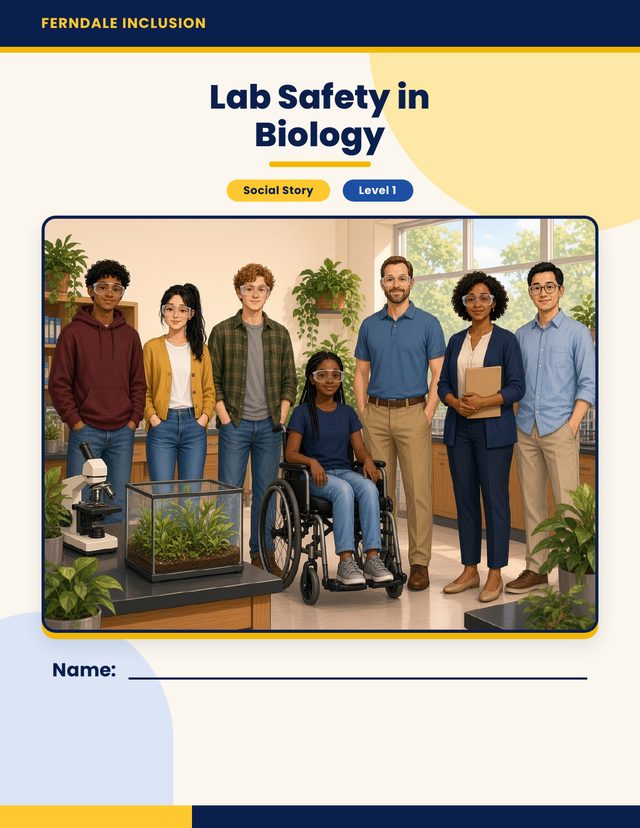 FERNDALE INCLUSION
Lab Safety in
Biology
Social Story
Level 1
Name: